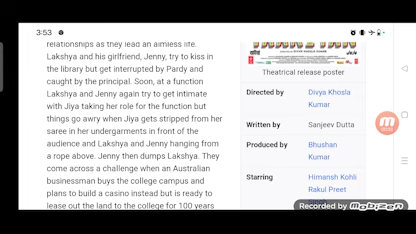 3:53
relationships as they lead an aimless life.
Lakshya and his girlfriend, Jenny, try to kiss in
the library but get interrupted by Pardy and
caught by the principal. Soon, at a function
Lakshya and Jenny again try to get intimate
with Jiya taking her role for the function but
things go awry when Jiya gets stripped from her
saree in her undergarments in front of the
audience and Lakshya and Jenny hanging from
a rope above. Jenny then dumps Lakshya. They
come across a challenge when an Australian
businessman buys the college campus and
plans to build a casino instead but is ready to
lease out the land to the college for 100 years
Theatrical release poster
Directed by
Divya Khosla
Kumar
Written by
Sanjeev Dutta
Produced by
Bhushan
Kumar
Starring
Himansh Kohli
Rakul Preet
Recorded by mobizen